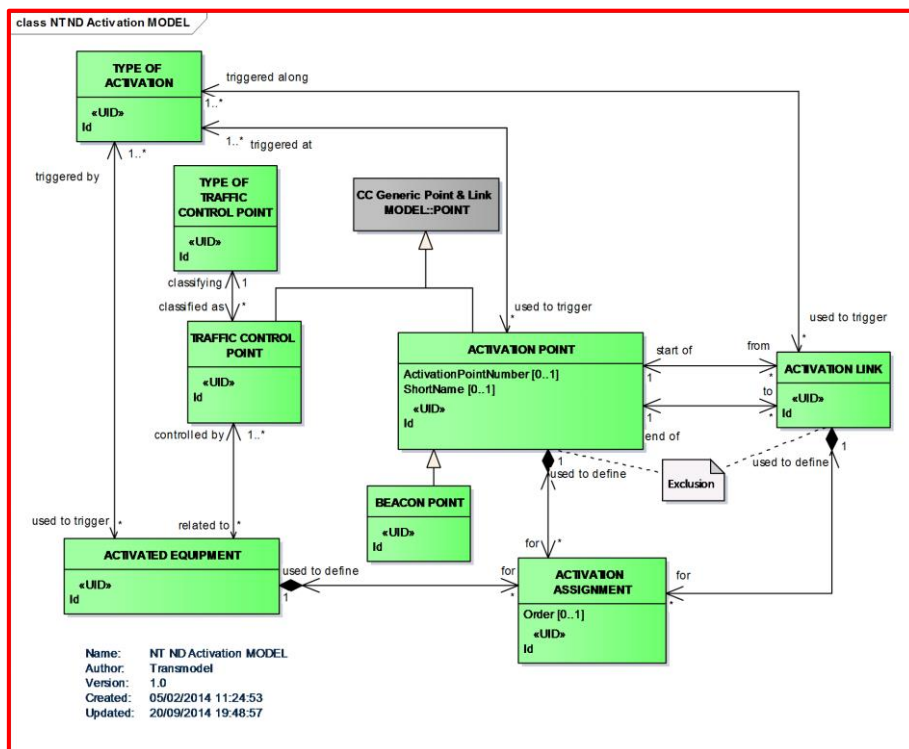 class NTND Activation MODEL
TYPE OF
ACTIVATION
«UID»
Id
triggered along
1..*
1..*
triggered at
1..*
triggered by
TYPE OF
TRAFFIC
CONTROL POINT
«UID»
Id
CC Generic Point & Link
MODEL::POINT
classifying
1
classified as
*
used to trigger
*
used to trigger
*
TRAFFIC CONTROL
POINT
«UID»
Id
ACTIVATION POINT
ActivationPointNumber [0..1]
ShortName [0..1]
«UID»
Id
start of
from
1
*
to
1
*
end of
ACTIVATION LINK
«UID»
Id
controlled by
1..*
1
used to define
used to define
1
Exclusion
BEACON POINT
«UID»
Id
used to trigger
*
related to
*
ACTIVATED EQUIPMENT
«UID»
Id
used to define
1
for
*
for
*
for
*
ACTIVATION
ASSIGNMENT
Order [0..1]
«UID»
Id
Name: NT ND Activation MODEL
Author: Transmodel
Version: 1.0
Created: 05/02/2014 11:24:53
Updated: 20/09/2014 19:48:57